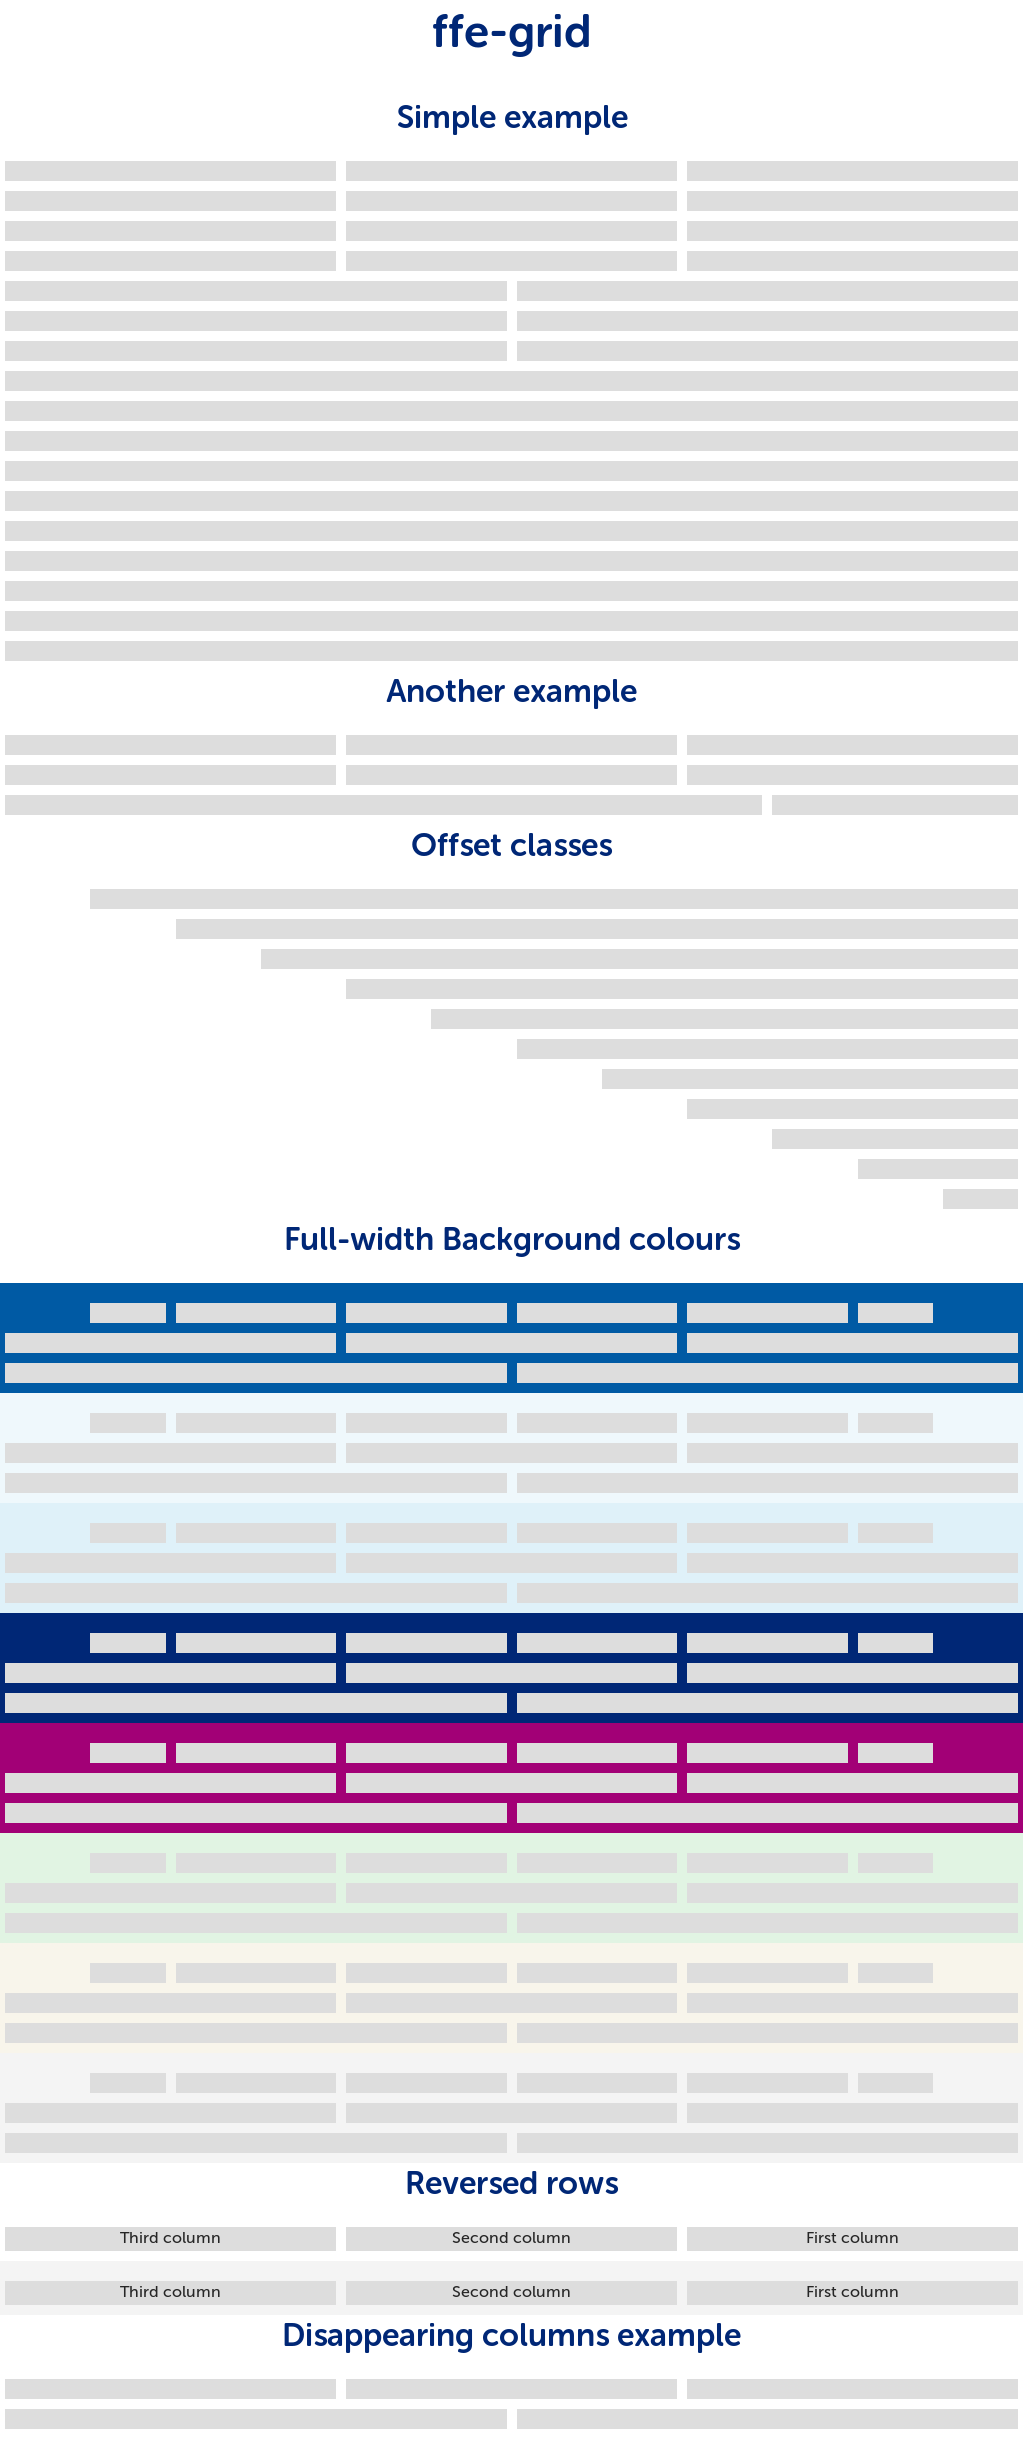 ffe-grid
Simple example
Another example
Offset classes
Full-width Background colours
Reversed rows
Third column Second column First column
Third column Second column First column
Disappearing columns example